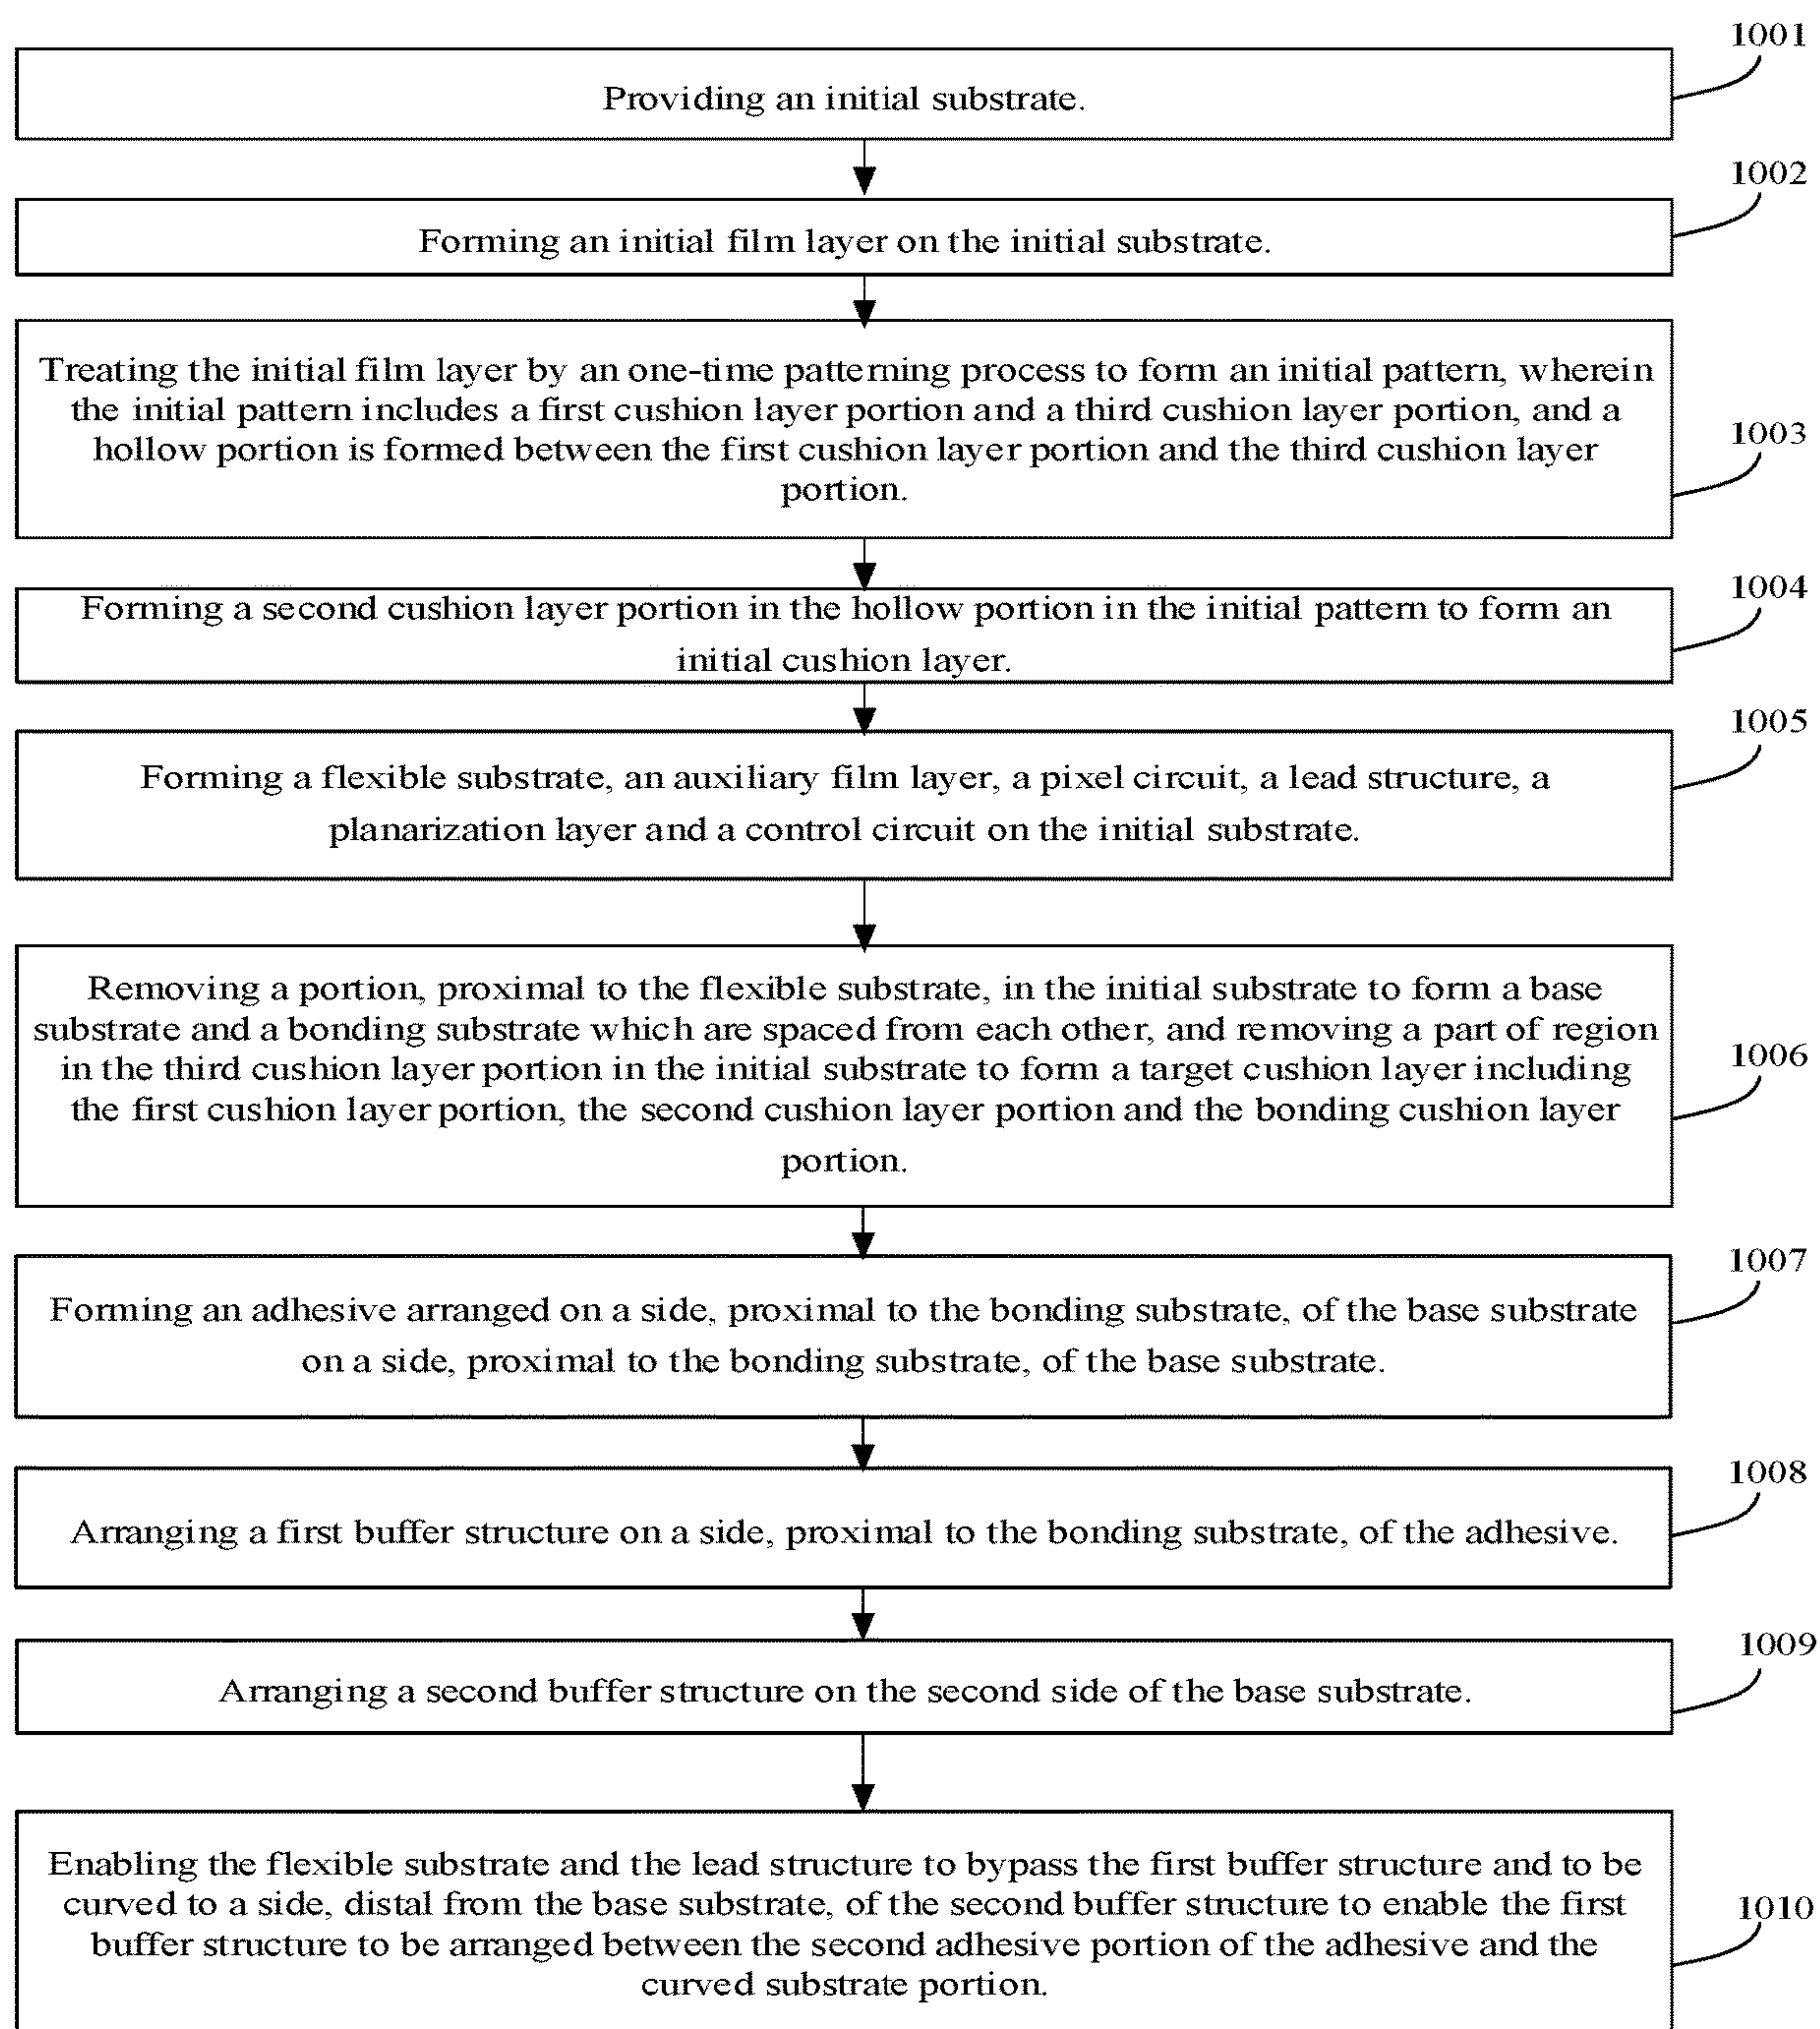 1001
Providing an initial substrate.
1002
Forming an initial film layer on the initial substrate.
Treating the initial film layer by an one-time patterning process to form an initial pattern, wherein
the initial pattern includes a first cushion layer portion and a third cushion layer portion, and a
hollow portion is formed between the first cushion layer portion and the third cushion layer
portion.
1003
Forming a second cushion layer portion in the hollow portion in the initial pattern to form an
initial cushion layer.
1004
Forming a flexible substrate, an auxiliary film layer, a pixel circuit, a lead structure, a
planarization layer and a control circuit on the initial substrate.
1005
Removing a portion, proximal to the flexible substrate, in the initial substrate to form a base
substrate and a bonding substrate which are spaced from each other, and removing a part of region
in the third cushion layer portion in the initial substrate to form a target cushion layer including
the first cushion layer portion, the second cushion layer portion and the bonding cushion layer
portion.
1006
Forming an adhesive arranged on a side, proximal to the bonding substrate, of the base substrate
on a side, proximal to the bonding substrate, of the base substrate.
1007
Arranging a first buffer structure on a side, proximal to the bonding substrate, of the adhesive.
1008
Arranging a second buffer structure on the second side of the base substrate.
1009
Enabling the flexible substrate and the lead structure to bypass the first buffer structure and to be
curved to a side, distal from the base substrate, of the second buffer structure to enable the first
buffer structure to be arranged between the second adhesive portion of the adhesive and the
curved substrate portion.
1010